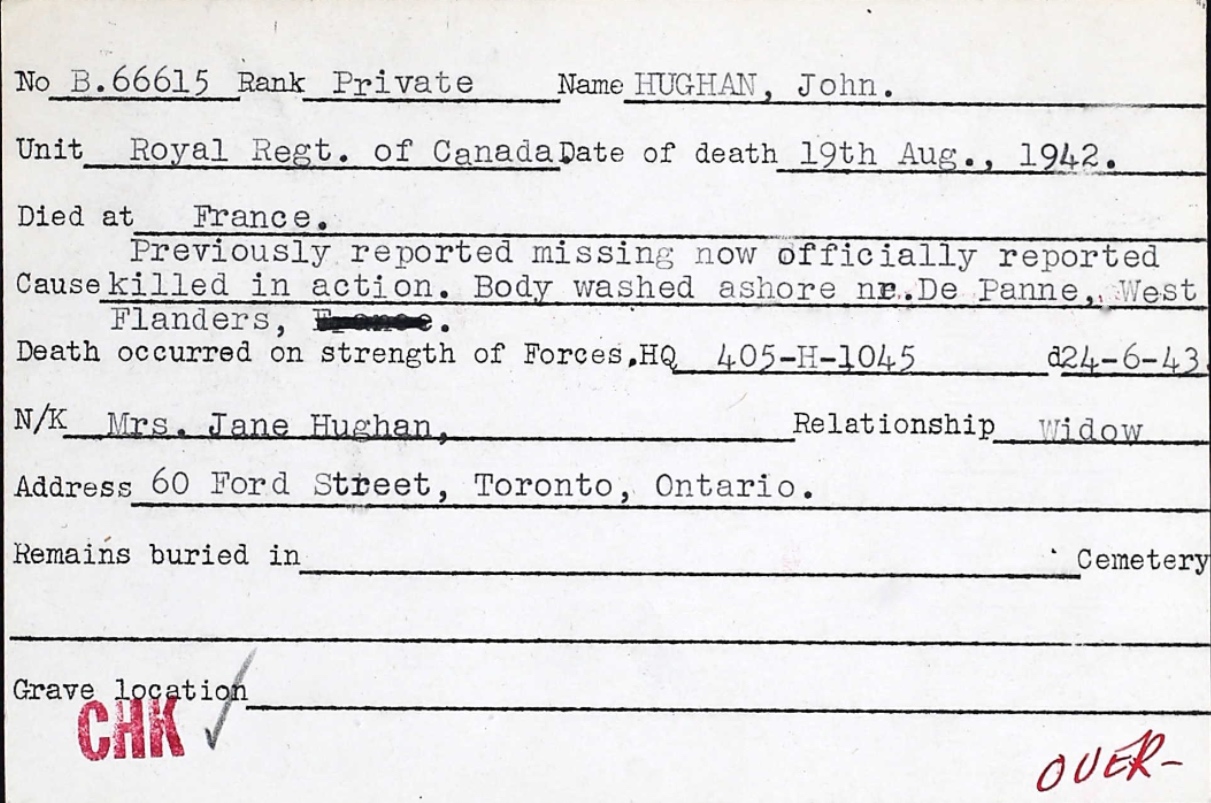 No B.66615 Rank Private Name HUGHAN, John.
Unit Royal Regt. of Canada Date of death 19th Aug., 1942.
Died at France.
Previously reported missing now officially reported
Cause killed in action. Body washed ashore nr. De Panne, West
Flanders, France.
Death occurred on strength of Forces, HQ 405-H-1045 d24-6-43.
N/K Mrs. Jane Hughan, Relationship Widow
Address 60 Ford Street, Toronto, Ontario.
Remains buried in Cemetery
Grave location
CHK
OVER-